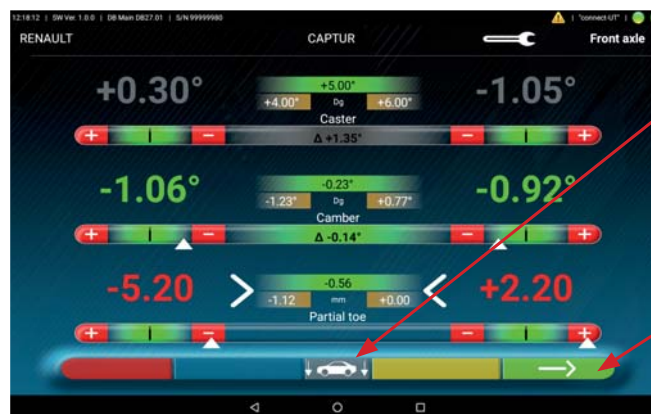 12:18:12 | SW Ver. 1.0.0 | DB Main DB27.01 | S/N 99999980 | "connect-UT" |
RENAULT CAPTUR Front axle
+0.30° +5.00° -1.05°
+4.00° Dg +6.00°
Caster
+ - Δ +1.35° - +
-1.06° -0.23° -0.92°
-1.23° Dg +0.77°
Camber
+ - Δ -0.14° - +
-5.20 -0.56 +2.20
-1.12 mm +0.00
Partial toe
+ - - +